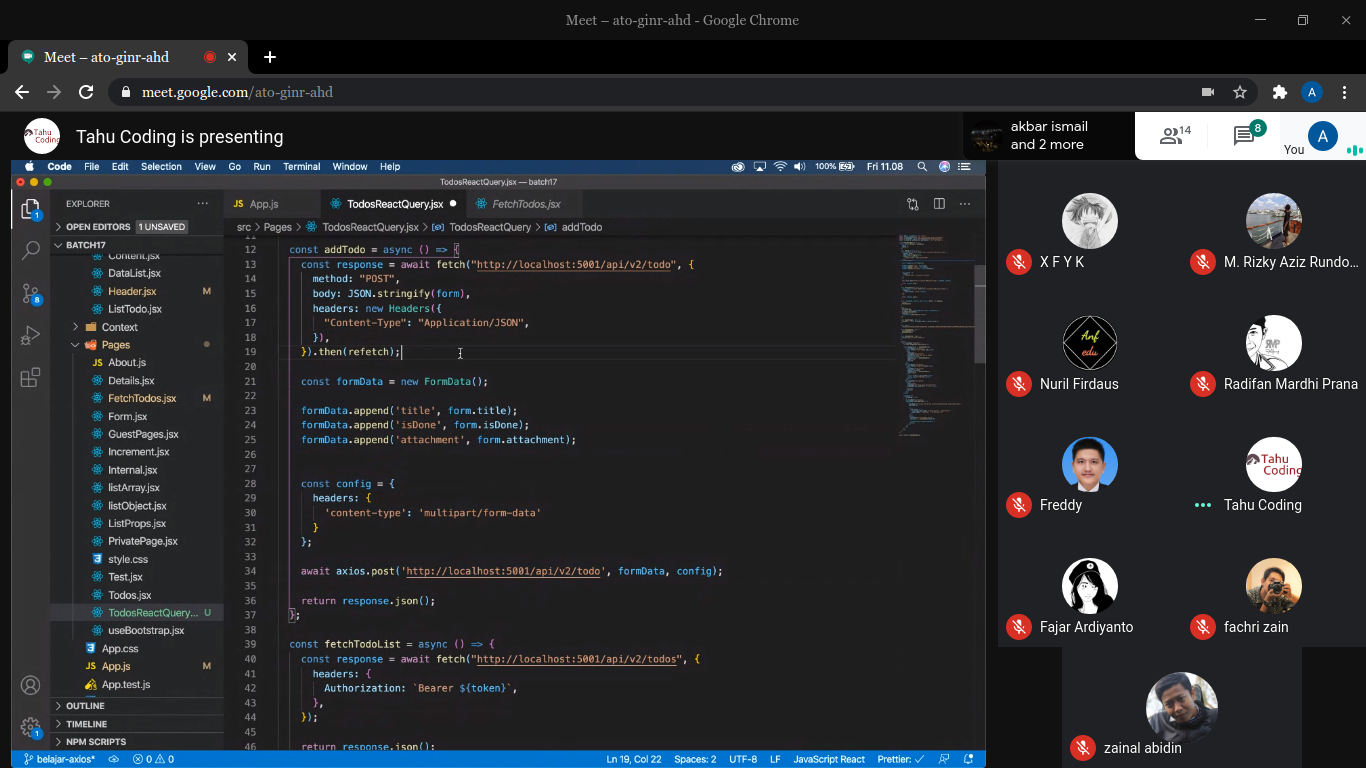 Meet – ato-ginr-ahd - Google Chrome
Meet – ato-ginr-ahd
meet.google.com/ato-ginr-ahd
A
Tahu Coding
Tahu Coding is presenting
akbar ismail
and 2 more
14
8
You
A
Code File Edit Selection View Go Run Terminal Window Help
100% Fri 11.08
TodosReactQuery.jsx — batch17
EXPLORER
JS App.js
TodosReactQuery.jsx
FetchTodos.jsx
OPEN EDITORS 1 UNSAVED
src > Pages > TodosReactQuery.jsx > TodosReactQuery > addTodo
BATCH17
Content.jsx
DataList.jsx
Header.jsx M
ListTodo.jsx
Context
Pages
JS About.js
Details.jsx
FetchTodos.jsx M
Form.jsx
GuestPages.jsx
Increment.jsx
Internal.jsx
listArray.jsx
listObject.jsx
ListProps.jsx
PrivatePage.jsx
style.css
Test.jsx
Todos.jsx
TodosReactQuery... U
useBootstrap.jsx
App.css
JS App.js M
App.test.js
OUTLINE
TIMELINE
NPM SCRIPTS
1
8
1
11
12 const addTodo = async () => {
13 const response = await fetch("http://localhost:5001/api/v2/todo", {
14 method: "POST",
15 body: JSON.stringify(form),
16 headers: new Headers({
17 "Content-Type": "Application/JSON",
18 }),
19 }).then(refetch);
20
21 const formData = new FormData();
22
23 formData.append('title', form.title);
24 formData.append('isDone', form.isDone);
25 formData.append('attachment', form.attachment);
26
27
28 const config = {
29 headers: {
30 'content-type': 'multipart/form-data'
31 }
32 };
33
34 await axios.post('http://localhost:5001/api/v2/todo', formData, config);
35
36 return response.json();
37 };
38
39 const fetchTodoList = async () => {
40 const response = await fetch("http://localhost:5001/api/v2/todos", {
41 headers: {
42 Authorization: `Bearer ${token}`,
43 },
44 });
45
46 return response.json();
belajar-axios* 0 0
Ln 19, Col 22 Spaces: 2 UTF-8 LF JavaScript React Prettier: ✓
X F Y K
M. Rizky Aziz Rundo...
Anf
edu
Nuril Firdaus
Radifan Mardhi Prana
Freddy
Tahu
Coding
Tahu Coding
Fajar Ardiyanto
fachri zain
zainal abidin